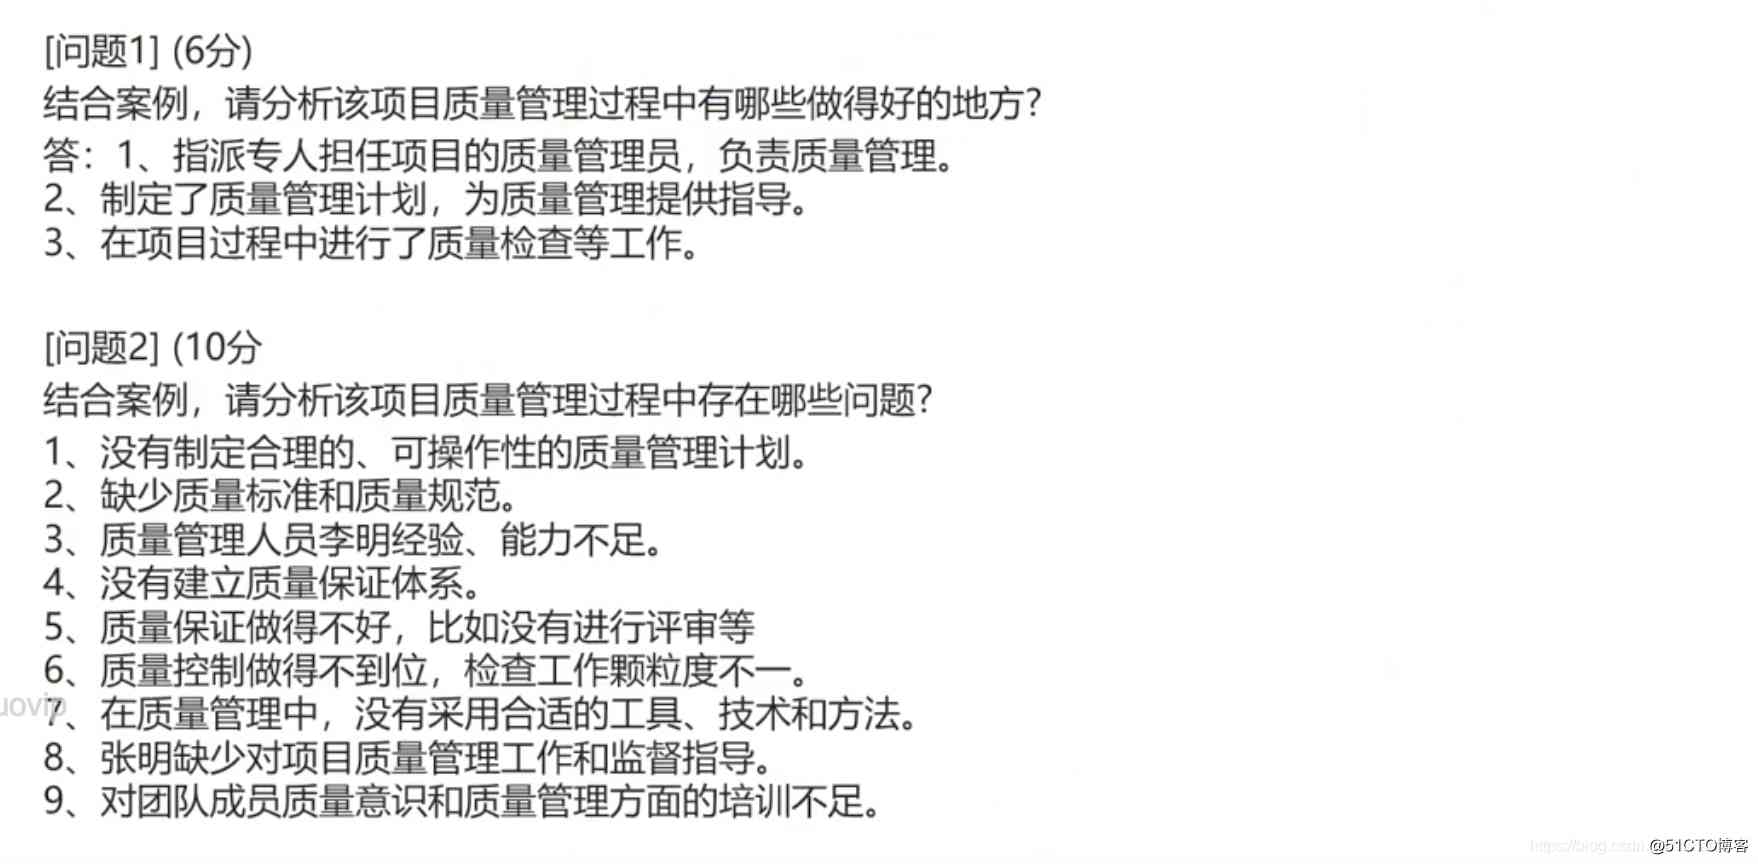 [问题1] (6分)
结合案例，请分析该项目质量管理过程中有哪些做得好的地方?
答：1、指派专人担任项目的质量管理员，负责质量管理。
2、制定了质量管理计划，为质量管理提供指导。
3、在项目过程中进行了质量检查等工作。
[问题2] (10分
结合案例，请分析该项目质量管理过程中存在哪些问题?
1、没有制定合理的、可操作性的质量管理计划。
2、缺少质量标准和质量规范。
3、质量管理人员李明经验、能力不足。
4、没有建立质量保证体系。
5、质量保证做得不好，比如没有进行评审等
6、质量控制做得不到位，检查工作颗粒度不一。
uovip
7、在质量管理中，没有采用合适的工具、技术和方法。
8、张明缺少对项目质量管理工作和监督指导。
9、对团队成员质量意识和质量管理方面的培训不足。
@51CTO博客